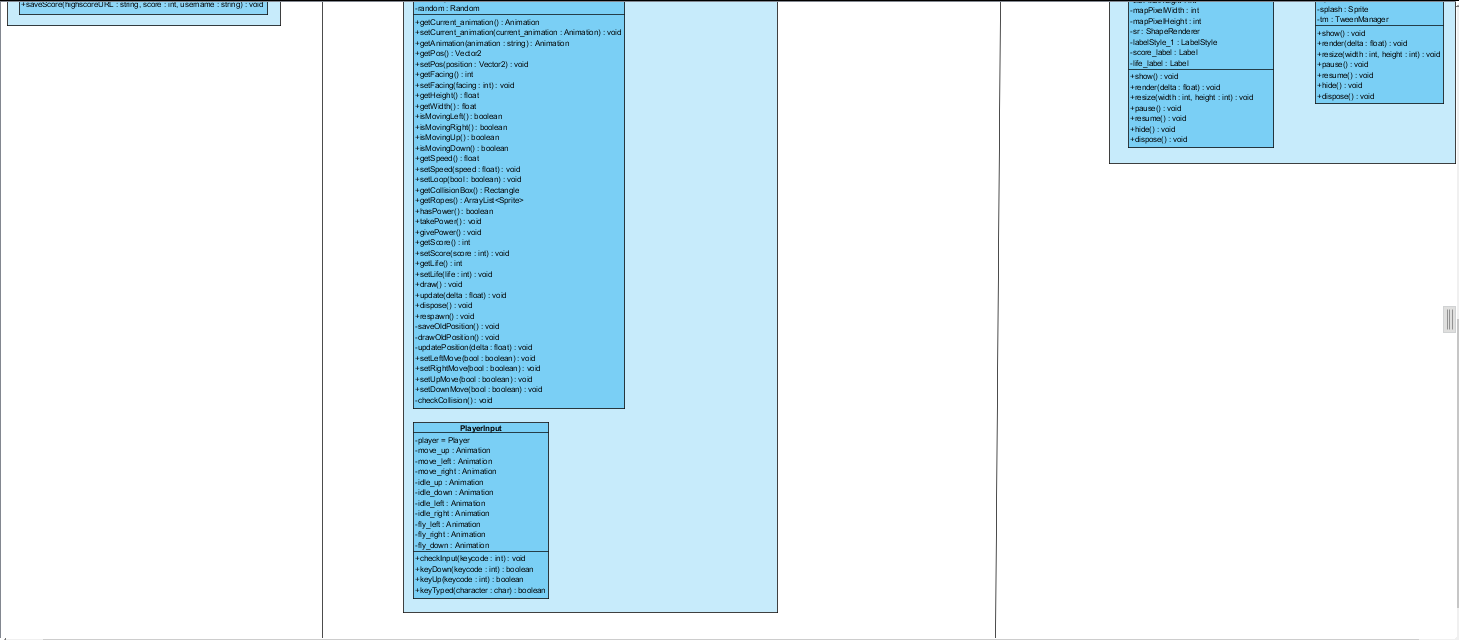 +saveScore(highscoreURL : string, score : int, username : string) : void
-random : Random
+getCurrent_animation() : Animation
+setCurrent_animation(current_animation : Animation) : void
+getAnimation(animation : string) : Animation
+getPos() : Vector2
+setPos(position : Vector2) : void
+getFacing() : int
+setFacing(facing : int) : void
+getHeight() : float
+getWidth() : float
+isMovingLeft() : boolean
+isMovingRight() : boolean
+isMovingUp() : boolean
+isMovingDown() : boolean
+getSpeed() : float
+setSpeed(speed : float) : void
+setLoop(bool : boolean) : void
+getCollisionBox() : Rectangle
+getRopes() : ArrayList<Sprite>
+hasPower() : boolean
+takePower() : void
+givePower() : void
+getScore() : int
+setScore(score : int) : void
+getLife() : int
+setLife(life : int) : void
+draw() : void
+update(delta : float) : void
+dispose() : void
+respawn() : void
-saveOldPosition() : void
-drawOldPosition() : void
-updatePosition(delta : float) : void
+setLeftMove(bool : boolean) : void
+setRightMove(bool : boolean) : void
+setUpMove(bool : boolean) : void
+setDownMove(bool : boolean) : void
-checkCollision() : void
PlayerInput
-player = Player
-move_up : Animation
-move_left : Animation
-move_right : Animation
-idle_up : Animation
-idle_down : Animation
-idle_left : Animation
-idle_right : Animation
-fly_left : Animation
-fly_right : Animation
-fly_down : Animation
+checkInput(keycode : int) : void
+keyDown(keycode : int) : boolean
+keyUp(keycode : int) : boolean
+keyTyped(character : char) : boolean
-mapPixelWidth : int
-mapPixelHeight : int
-sr : ShapeRenderer
-labelStyle_1 : LabelStyle
-score_label : Label
-life_label : Label
+show() : void
+render(delta : float) : void
+resize(width : int, height : int) : void
+pause() : void
+resume() : void
+hide() : void
+dispose() : void
-splash : Sprite
-tm : TweenManager
+show() : void
+render(delta : float) : void
+resize(width : int, height : int) : void
+pause() : void
+resume() : void
+hide() : void
+dispose() : void